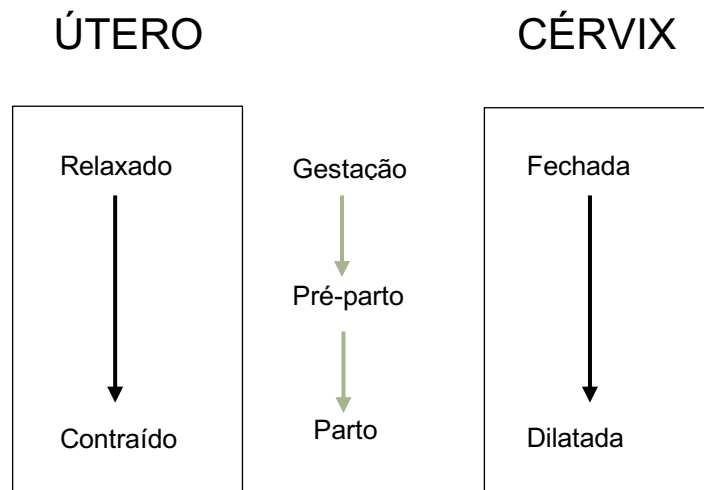 ÚTERO
CÉRVIX
Relaxado
Gestação
Fechada
Pré-parto
Contraído
Parto
Dilatada